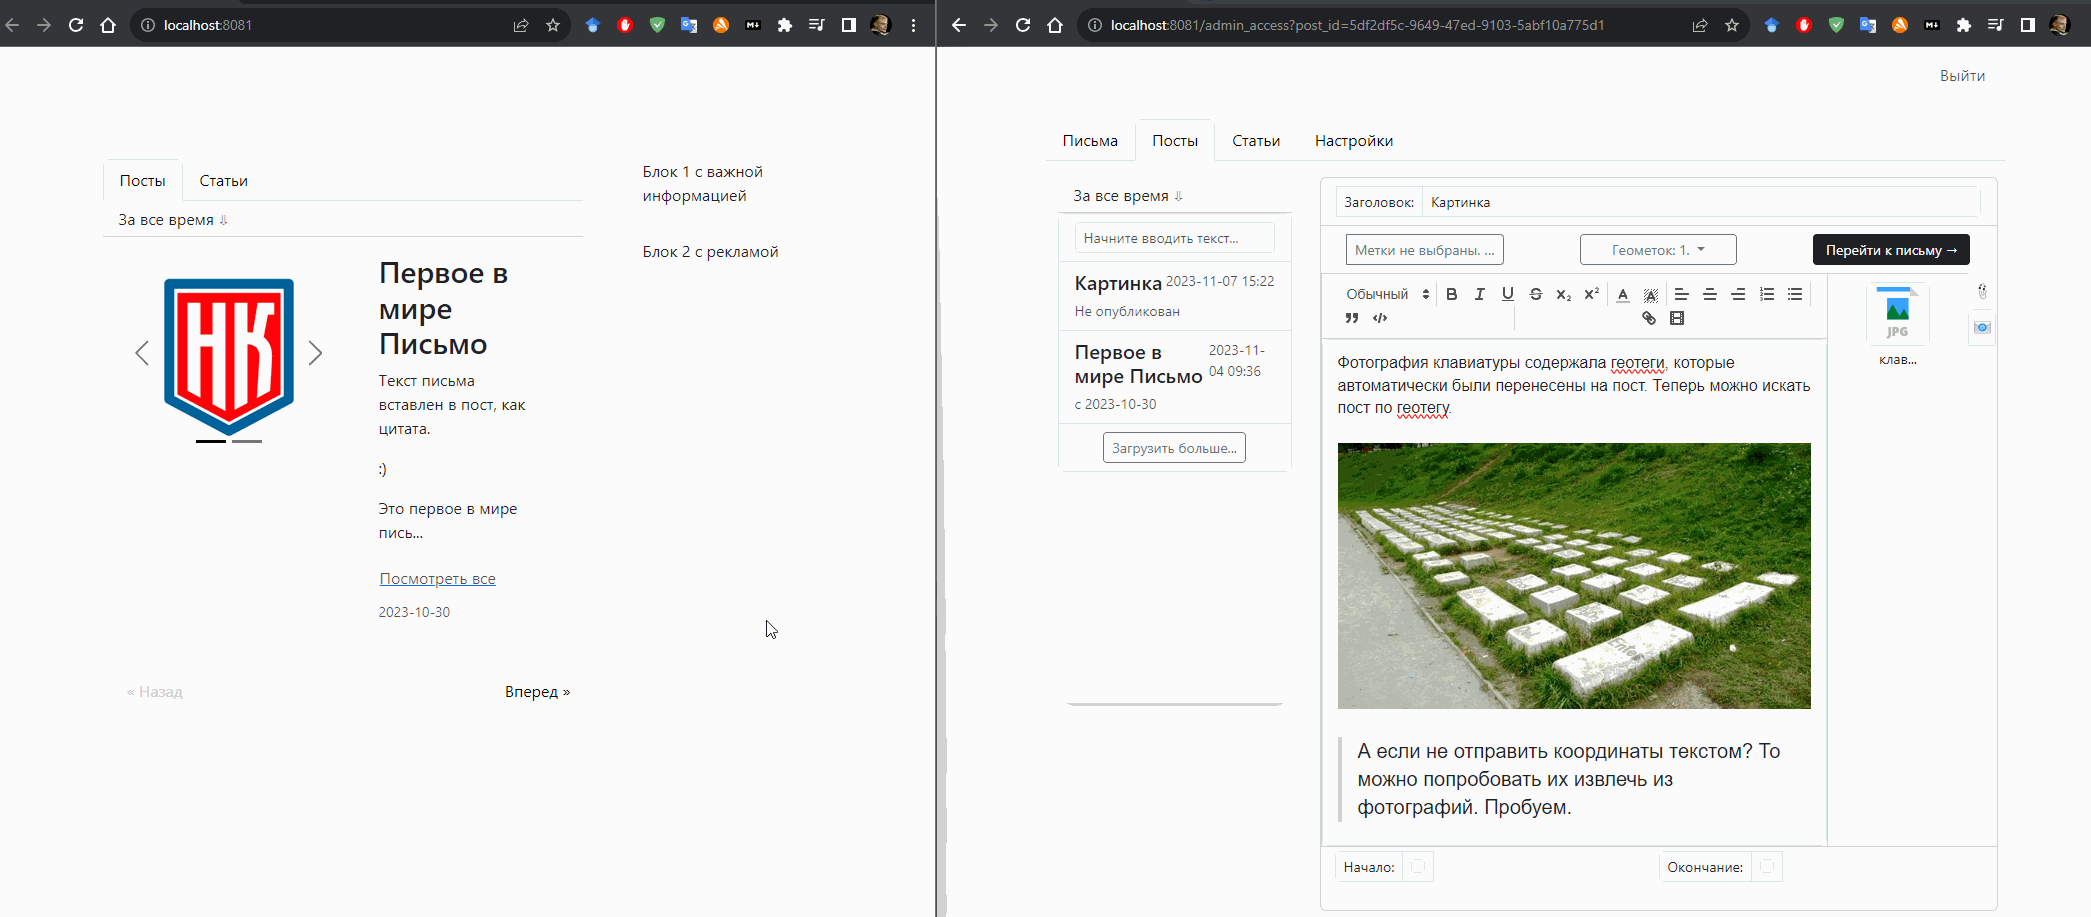 localhost:8081
Посты
Статьи
За все время ⇩
НК
Первое в
мире
Письмо
Текст письма
вставлен в пост, как
цитата.
:)
Это первое в мире
пись...
Посмотреть все
2023-10-30
« Назад
Вперед »
Блок 1 с важной
информацией
Блок 2 с рекламой
localhost:8081/admin_access?post_id=5df2df5c-9649-47ed-9103-5abf10a775d1
Выйти
Письма
Посты
Статьи
Настройки
За все время ⇩
Начните вводить текст...
Картинка
2023-11-07 15:22
Не опубликован
Первое в
мире Письмо
2023-11-
04 09:36
с 2023-10-30
Загрузить больше...
Заголовок:
Картинка
Метки не выбраны. ...
Геометок: 1.
Перейти к письму →
Обычный
JPG
клав...
Фотография клавиатуры содержала геотеги, которые
автоматически были перенесены на пост. Теперь можно искать
пост по геотегу.
Enter
А если не отправить координаты текстом? То
можно попробовать их извлечь из
фотографий. Пробуем.
Начало:
Окончание: